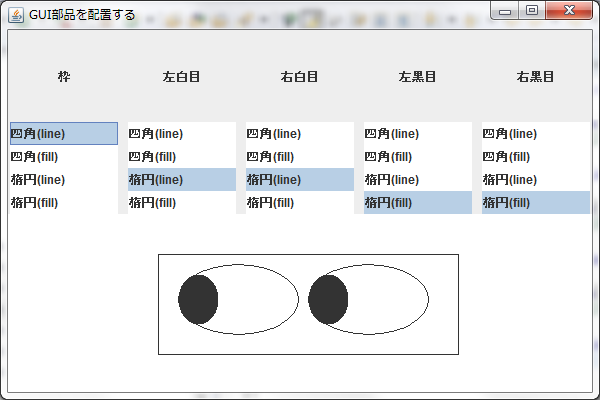 GUI部品を配置する
枠 左白目 右白目 左黒目 右黒目
四角(line) 四角(line) 四角(line) 四角(line) 四角(line)
四角(fill) 四角(fill) 四角(fill) 四角(fill) 四角(fill)
楕円(line) 楕円(line) 楕円(line) 楕円(line) 楕円(line)
楕円(fill) 楕円(fill) 楕円(fill) 楕円(fill) 楕円(fill)